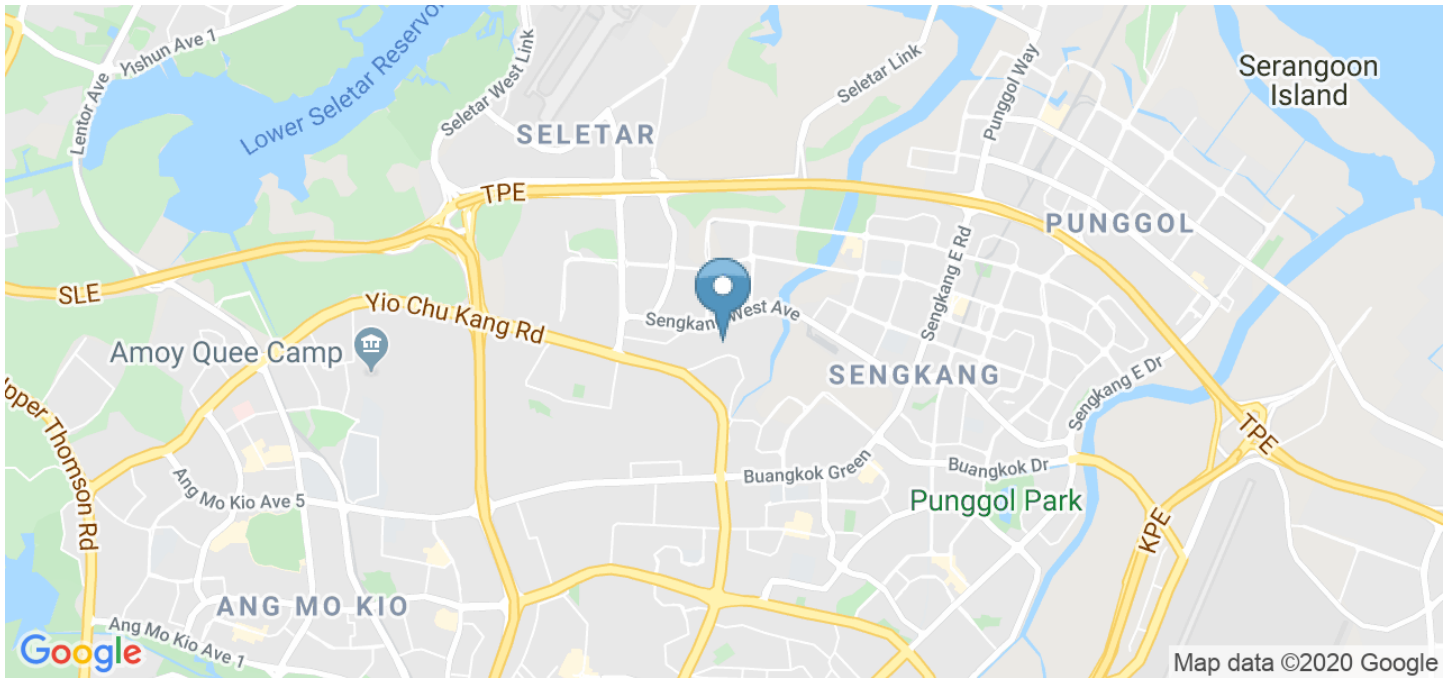 Yishun Ave 1
Lentor Ave
Lower Seletar Reservo
Seletar West Link
SELETAR
Seletar Link
Punggol Way
Serangoon
Island
TPE
PUNGGOL
Sengkang E Rd
SLE
Yio Chu Kang Rd
Sengkang West Ave
Amoy Quee Camp
SENGKANG
Sengkang E Dr
pper Thomson Rd
TPE
Buangkok Green
Buangkok Dr
Ang Mo Kio Ave 5
Punggol Park
KPE
ANG MO KIO
Ang Mo Kio Ave 1
Google
Map data ©2020 Google